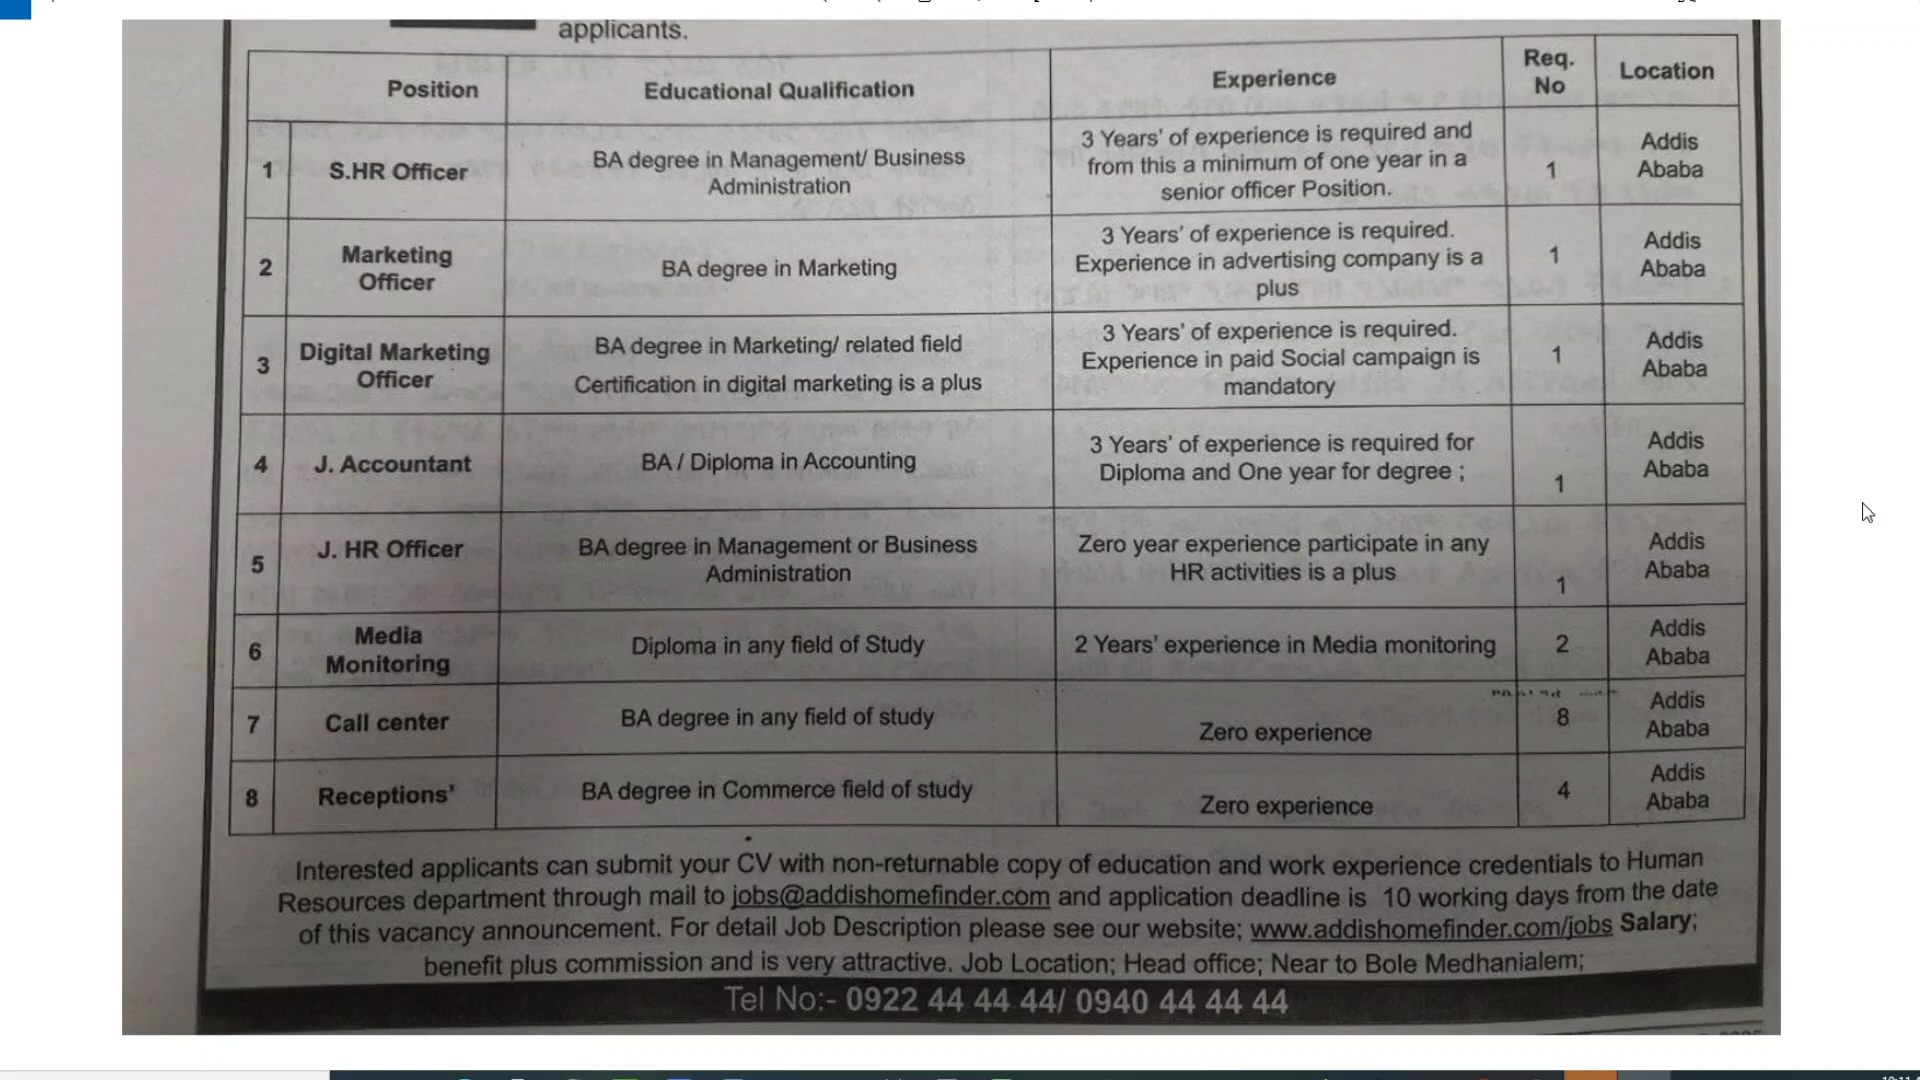 applicants.
Position Educational Qualification Experience Req. No Location
1 S.HR Officer BA degree in Management/ Business Administration 3 Years' of experience is required and from this a minimum of one year in a senior officer Position. 1 Addis Ababa
2 Marketing Officer BA degree in Marketing 3 Years' of experience is required. Experience in advertising company is a plus 1 Addis Ababa
3 Digital Marketing Officer BA degree in Marketing/ related field Certification in digital marketing is a plus 3 Years' of experience is required. Experience in paid Social campaign is mandatory 1 Addis Ababa
4 J. Accountant BA / Diploma in Accounting 3 Years' of experience is required for Diploma and One year for degree ; 1 Addis Ababa
5 J. HR Officer BA degree in Management or Business Administration Zero year experience participate in any HR activities is a plus 1 Addis Ababa
6 Media Monitoring Diploma in any field of Study 2 Years' experience in Media monitoring 2 Addis Ababa
7 Call center BA degree in any field of study Zero experience 8 Addis Ababa
8 Receptions' BA degree in Commerce field of study Zero experience 4 Addis Ababa
Interested applicants can submit your CV with non-returnable copy of education and work experience credentials to Human
Resources department through mail to jobs@addishomefinder.com and application deadline is 10 working days from the date
of this vacancy announcement. For detail Job Description please see our website; www.addishomefinder.com/jobs Salary;
benefit plus commission and is very attractive. Job Location; Head office; Near to Bole Medhanialem;
Tel No:- 0922 44 44 44/ 0940 44 44 44